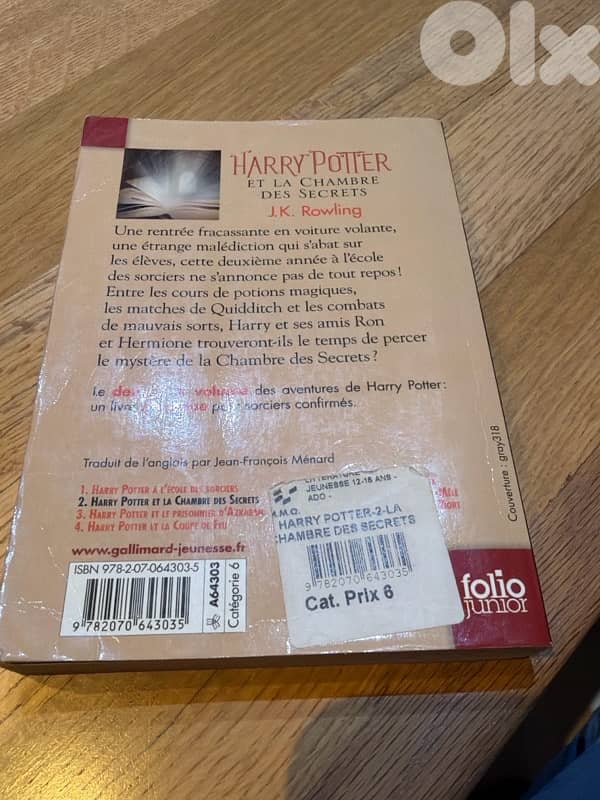 Olx
HARRY POTTER
ET LA CHAMBRE
DES SECRETS
J.K. Rowling
Une rentrée fracassante en voiture volante,
une étrange malédiction qui s'abat sur
les élèves, cette deuxième année à l'école
des sorciers ne s'annonce pas de tout repos !
Entre les cours de potions magiques,
les matches de Quidditch et les combats
de mauvais sorts, Harry et ses amis Ron
et Hermione trouveront-ils le temps de percer
le mystère de la Chambre des Secrets ?
Le volume des aventures de Harry Potter :
un livre sorciers confirmés.
Traduit de l'anglais par Jean-François Ménard
1. HARRY POTTER À L'ÉCOLE DES SORCIERS
2. HARRY POTTER ET LA CHAMBRE DES SECRETS
3. HARRY POTTER ET LE PRISONNIER D'AZKABAN
4. HARRY POTTER ET LA COUPE DE FEU
www.gallimard-jeunesse.fr
ISBN 978-2-07-064303-5
9 782070 643035
A64303
Catégorie 6
JEUNESSE 12-18 ANS -
ADO -
HARRY POTTER-2-LA
CHAMBRE DES SECRETS
9782070643035
Cat. Prix 6
Couverture : gray318
folio
junior